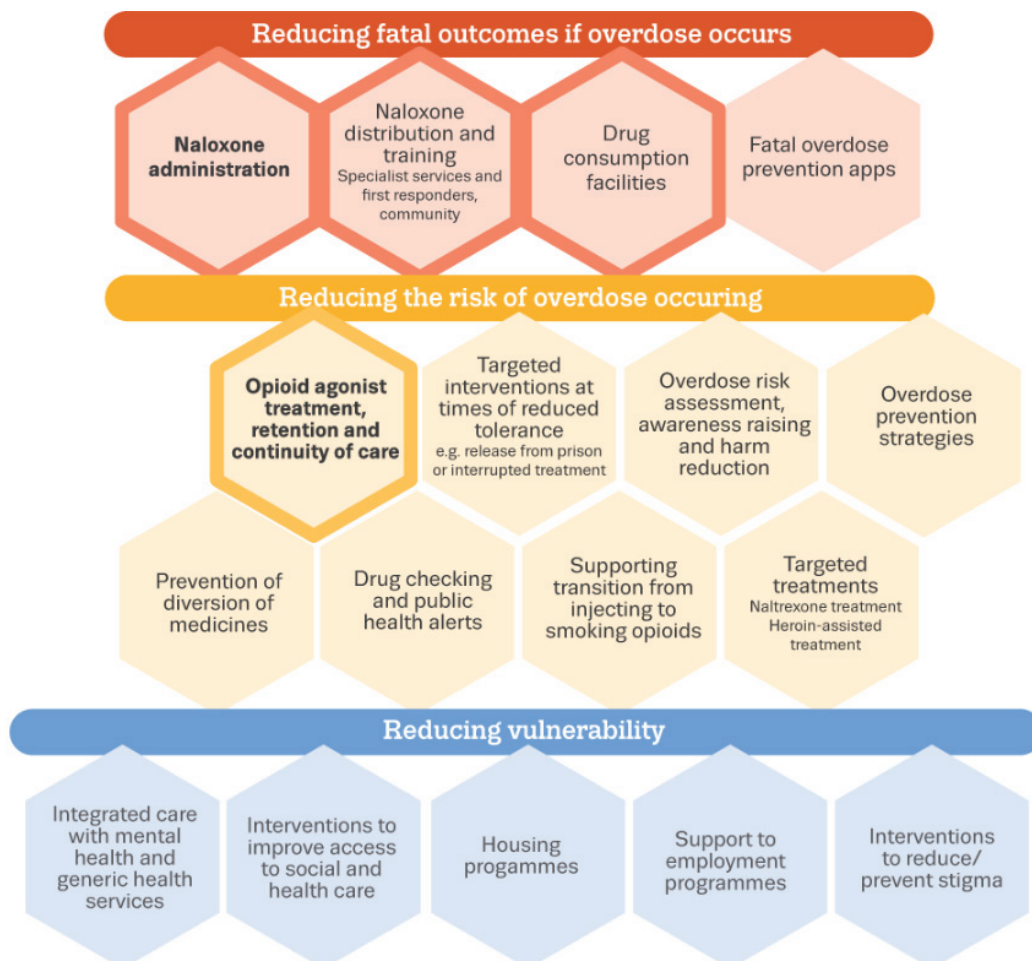 Reducing fatal outcomes if overdose occurs
Naloxone
administration
Naloxone
distribution and
training
Specialist services and
first responders,
community
Drug
consumption
facilities
Fatal overdose
prevention apps
Reducing the risk of overdose occuring
Opioid agonist
treatment,
retention and
continuity of care
Targeted
interventions at
times of reduced
tolerance
e.g. release from prison
or interrupted treatment
Overdose risk
assessment,
awareness raising
and harm
reduction
Overdose
prevention
strategies
Prevention of
diversion of
medicines
Drug checking
and public
health alerts
Supporting
transition from
injecting to
smoking opioids
Targeted
treatments
Naltrexone treatment
Heroin-assisted
treatment
Reducing vulnerability
Integrated care
with mental
health and
generic health
services
Interventions to
improve access
to social and
health care
Housing
progammes
Support to
employment
programmes
Interventions
to reduce/
prevent stigma